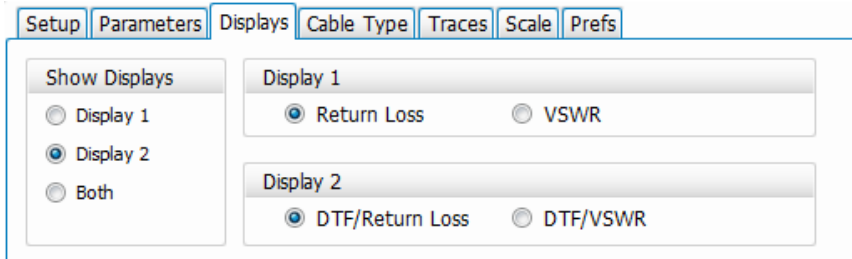 Setup Parameters Displays Cable Type Traces Scale Prefs
Show Displays
Display 1
Display 2
Both
Display 1
Return Loss VSWR
Display 2
DTF/Return Loss DTF/VSWR